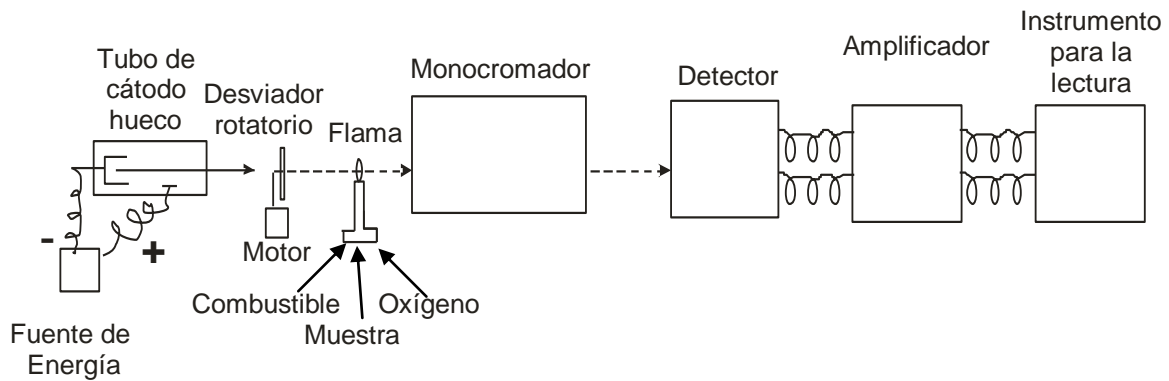 Tubo de
cátodo
hueco
Desviador
rotatorio
Flama
Monocromador
Detector
Amplificador
Instrumento
para la
lectura
-
+
Motor
Combustible
Oxígeno
Muestra
Fuente de
Energía